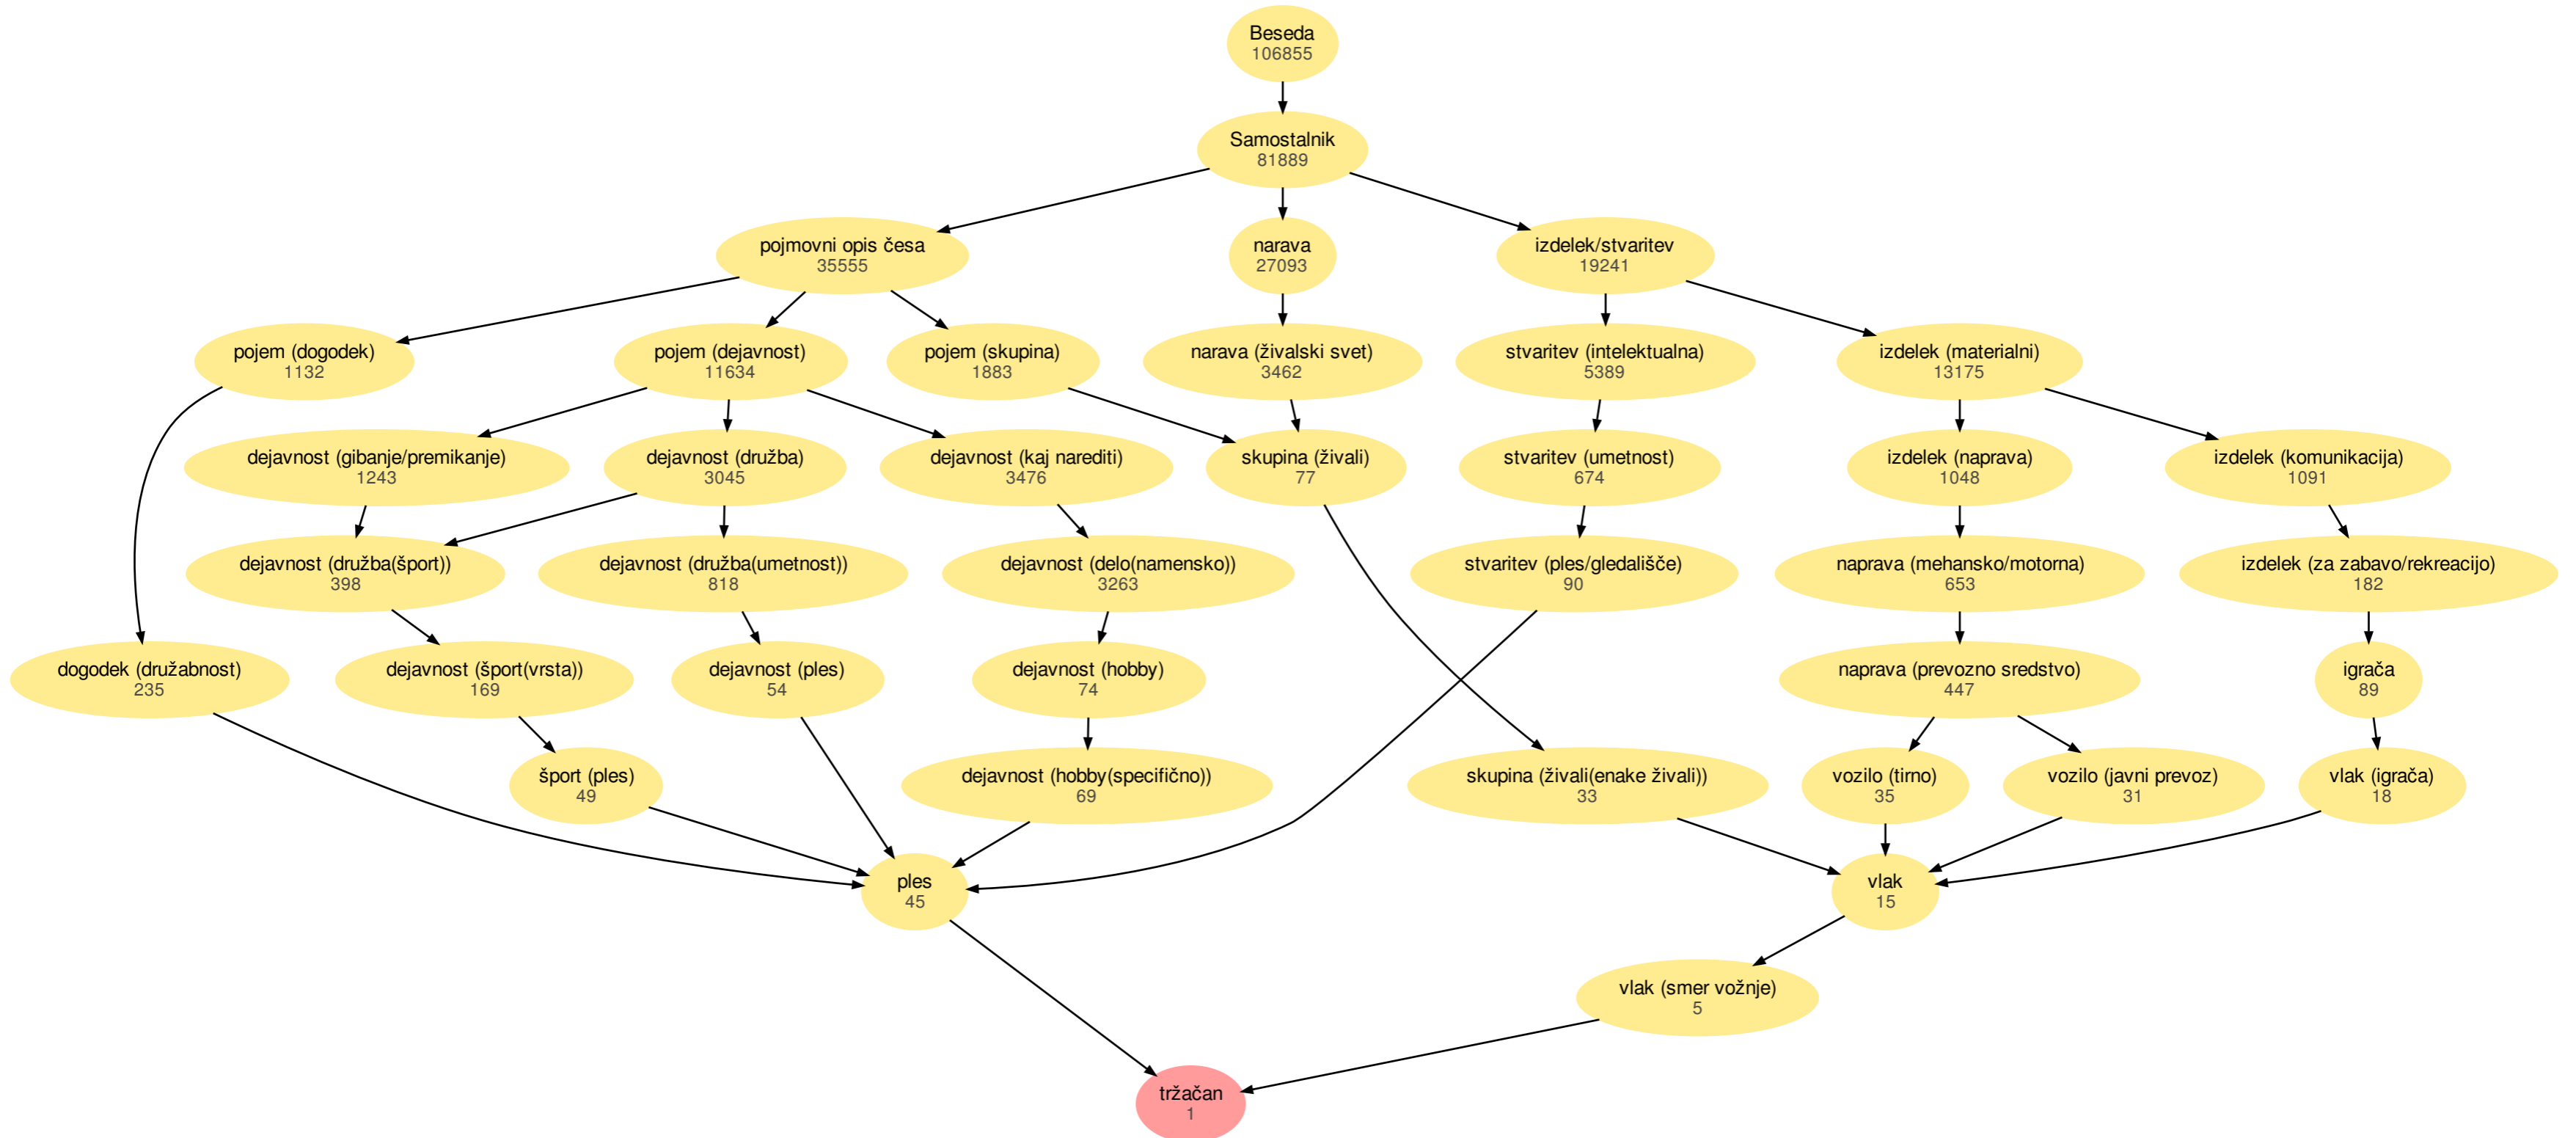 Beseda
106855
Samostalnik
81889
pojmovni opis česa
35555
narava
27093
izdelek/stvaritev
19241
pojem (dogodek)
1132
pojem (dejavnost)
11634
pojem (skupina)
1883
narava (živalski svet)
3462
stvaritev (intelektualna)
5389
izdelek (materialni)
13175
dejavnost (gibanje/premikanje)
1243
dejavnost (družba)
3045
dejavnost (kaj narediti)
3476
skupina (živali)
77
stvaritev (umetnost)
674
izdelek (naprava)
1048
izdelek (komunikacija)
1091
dejavnost (družba(šport))
398
dejavnost (družba(umetnost))
818
dejavnost (delo(namensko))
3263
stvaritev (ples/gledališče)
90
naprava (mehansko/motorna)
653
izdelek (za zabavo/rekreacijo)
182
dogodek (družabnost)
235
dejavnost (šport(vrsta))
169
dejavnost (ples)
54
dejavnost (hobby)
74
naprava (prevozno sredstvo)
447
igrača
89
šport (ples)
49
dejavnost (hobby(specifično))
69
skupina (živali(enake živali))
33
vozilo (tirno)
35
vozilo (javni prevoz)
31
vlak (igrača)
18
ples
45
vlak
15
vlak (smer vožnje)
5
tržačan
1